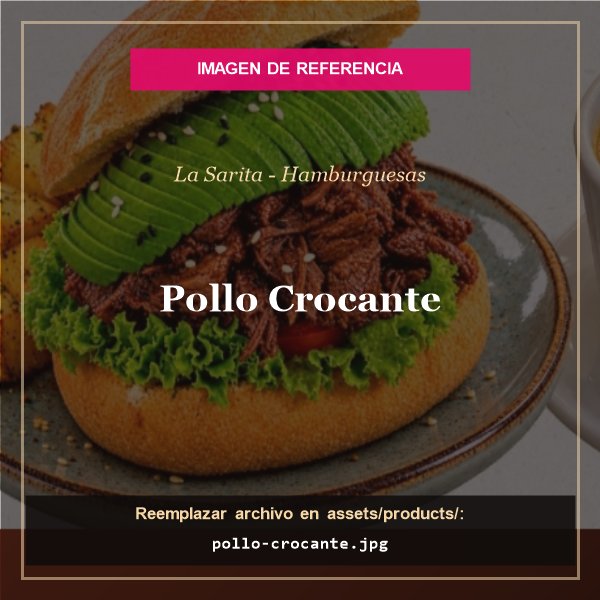 IMAGEN DE REFERENCIA
La Sarita - Hamburguesas
Pollo Crocante
Reemplazar archivo en assets/products/:
pollo-crocante.jpg